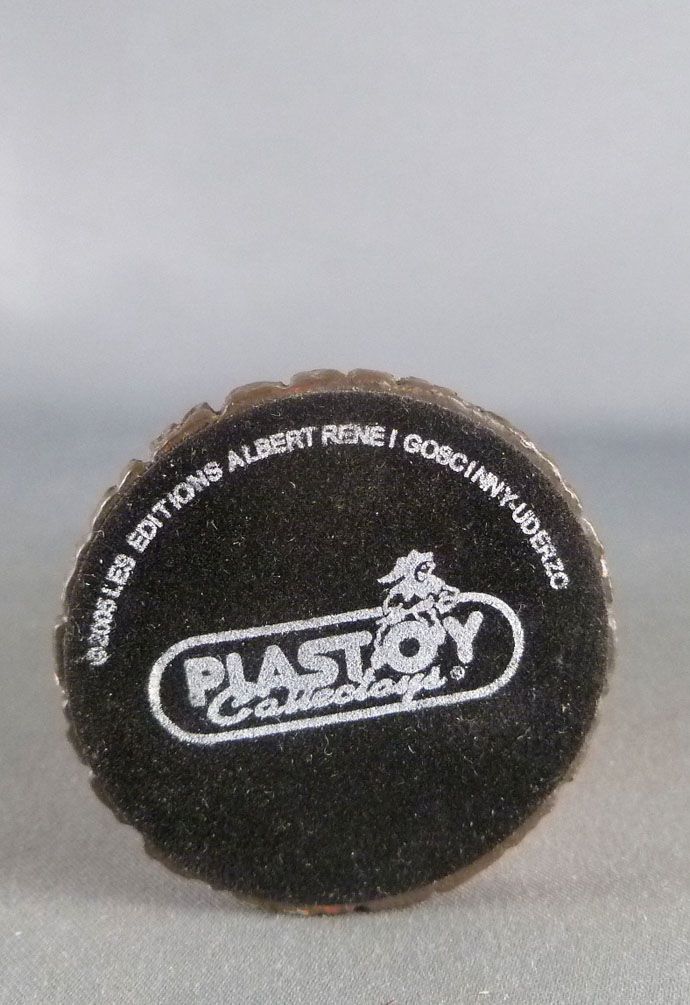 © 2005 LES EDITIONS ALBERT RENE I GOSCINNY-UDERZO
PLASTOY
Collectoys ®